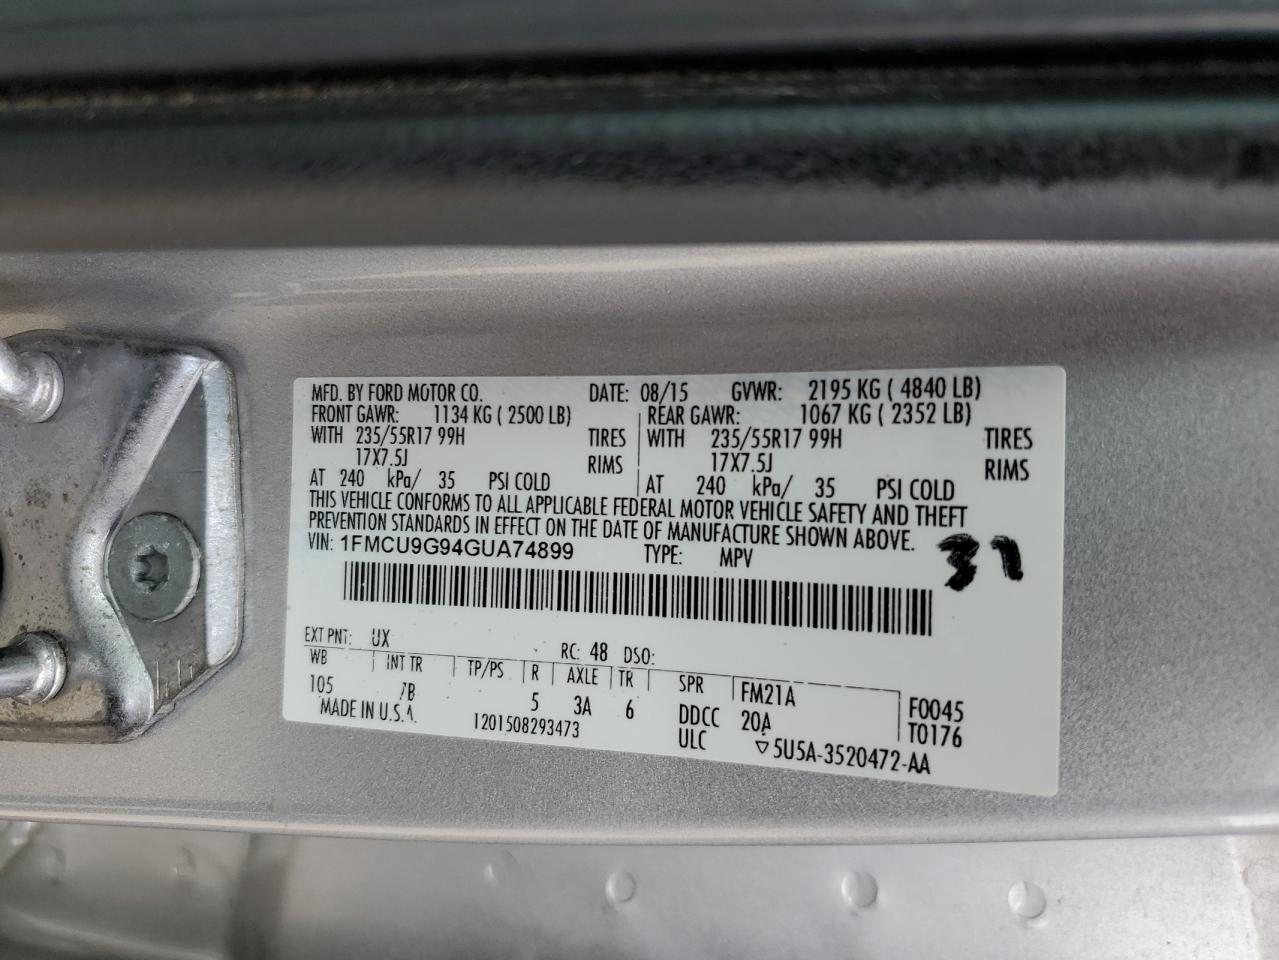 MFD. BY FORD MOTOR CO. DATE: 08/15 GVWR: 2195 KG ( 4840 LB)
FRONT GAWR: 1134 KG ( 2500 LB) REAR GAWR: 1067 KG ( 2352 LB)
WITH 235/55R17 99H TIRES WITH 235/55R17 99H TIRES
17X7.5J RIMS 17X7.5J RIMS
AT 240 kPa/ 35 PSI COLD AT 240 kPa/ 35 PSI COLD
THIS VEHICLE CONFORMS TO ALL APPLICABLE FEDERAL MOTOR VEHICLE SAFETY AND THEFT
PREVENTION STANDARDS IN EFFECT ON THE DATE OF MANUFACTURE SHOWN ABOVE.
VIN: 1FMCU9G94GUA74899 TYPE: MPV
37
EXT PNT: UX RC: 48 DSO:
WB INT TR TP/PS R AXLE TR SPR FM21A F0045
105 7B 5 3A 6 DDCC 20A T0176
MADE IN U.S.A. 1201508293473 ULC ▽5U5A-3520472-AA